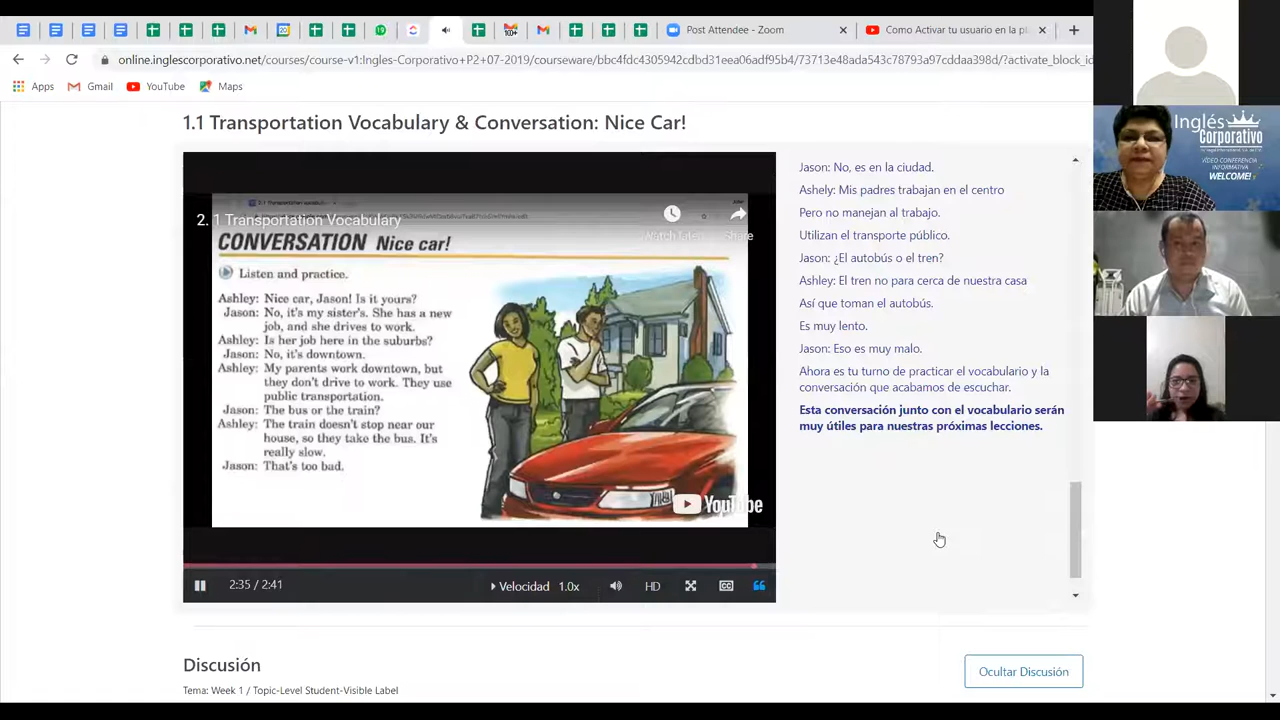 Post Attendee - Zoom
Como Activar tu usuario en la pl
online.inglescorporativo.net/courses/course-v1:Ingles-Corporativo+P2+07-2019/courseware/bbc4fdc4305942cdbd31eea06adf95b4/73713e48ada543c78793a97cddaa398d/?activate_block_id
Apps
Gmail
YouTube
Maps
1.1 Transportation Vocabulary & Conversation: Nice Car!
2. 1 Transportation Vocabulary
Watch later
Share
CONVERSATION Nice car!
Listen and practice.
Ashley: Nice car, Jason! Is it yours?
Jason: No, it's my sister's. She has a new
job, and she drives to work.
Ashley: Is her job here in the suburbs?
Jason: No, it's downtown.
Ashley: My parents work downtown, but
they don't drive to work. They use
public transportation.
Jason: The bus or the train?
Ashley: The train doesn't stop near our
house, so they take the bus. It's
really slow.
Jason: That's too bad.
YouTube
2:35 / 2:41
Velocidad 1.0x
HD
CC
Jason: No, es en la ciudad.
Ashely: Mis padres trabajan en el centro
Pero no manejan al trabajo.
Utilizan el transporte público.
Jason: ¿El autobús o el tren?
Ashley: El tren no para cerca de nuestra casa
Así que toman el autobús.
Es muy lento.
Jason: Eso es muy malo.
Ahora es tu turno de practicar el vocabulario y la
conversación que acabamos de escuchar.
Esta conversación junto con el vocabulario serán
muy útiles para nuestras próximas lecciones.
Inglés
Corporativo
VÍDEO CONFERENCIA
INFORMATIVA
WELCOME!
Discusión
Ocultar Discusión
Tema: Week 1 / Topic-Level Student-Visible Label